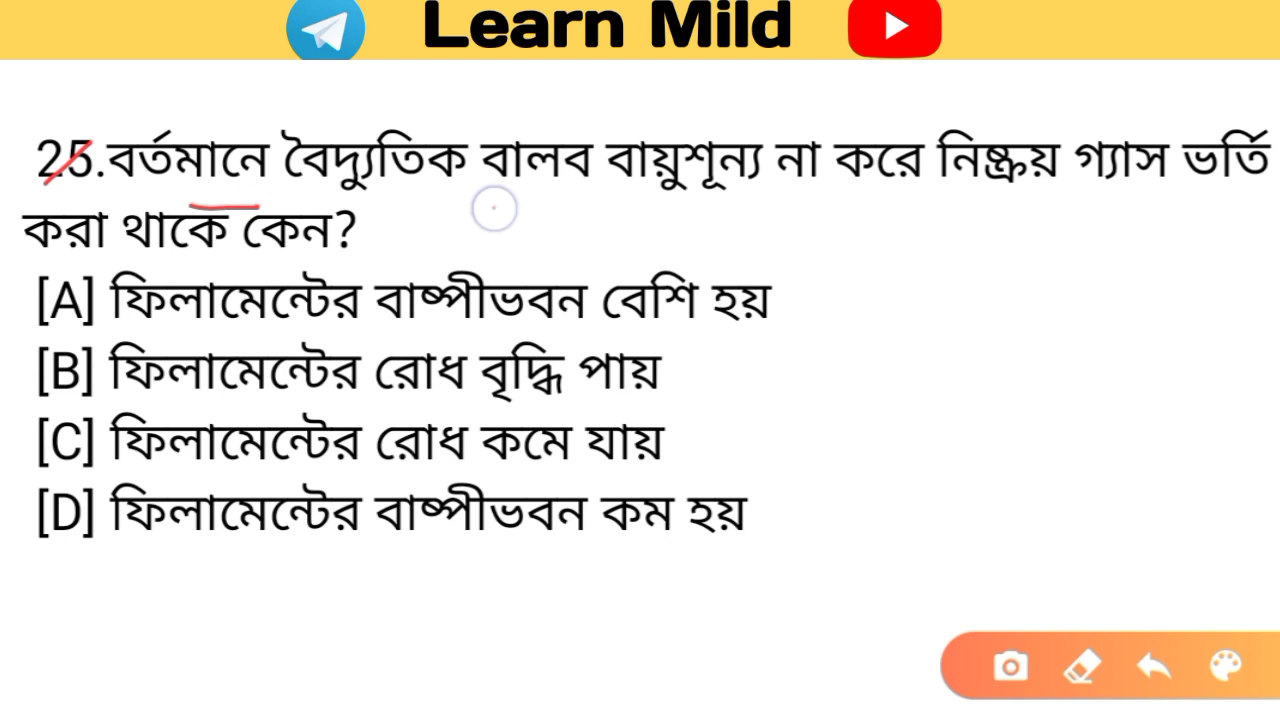 Learn Mild
25.বর্তমানে বৈদ্যুতিক বালব বায়ুশূন্য না করে নিষ্ক্রিয় গ্যাস ভর্তি
করা থাকে কেন?
[A] ফিলামেন্টের বাষ্পীভবন বেশি হয়
[B] ফিলামেন্টের রোধ বৃদ্ধি পায়
[C] ফিলামেন্টের রোধ কমে যায়
[D] ফিলামেন্টের বাষ্পীভবন কম হয়